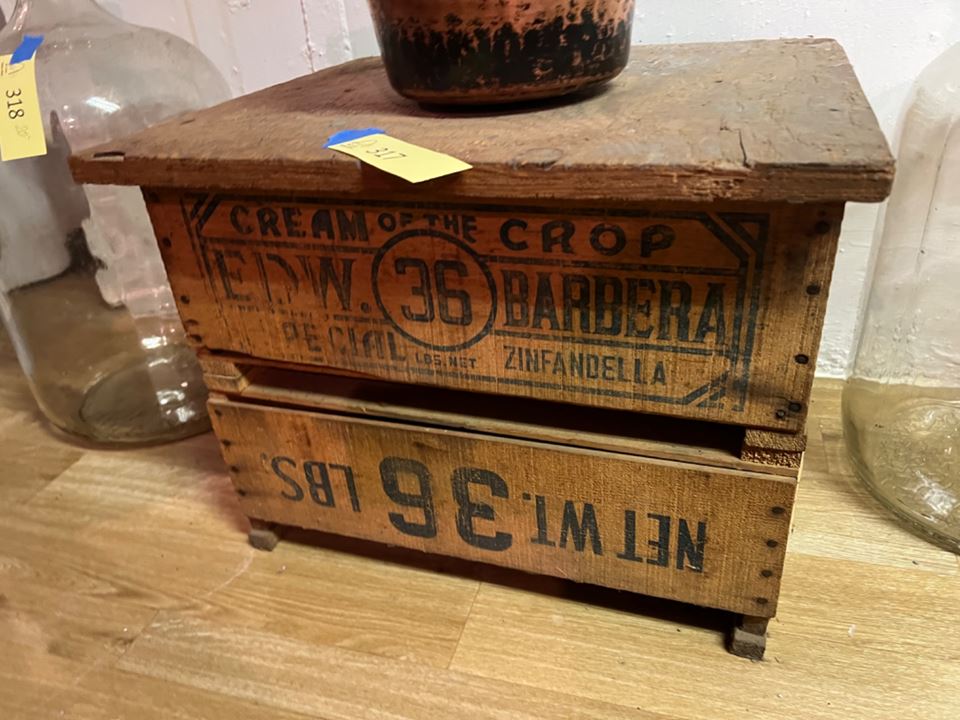 318
317
CREAM OF THE CROP
EDW. 36 BARBERA
PECIAL LBS. NET ZINFANDELLA
NET WT. 36 LBS.